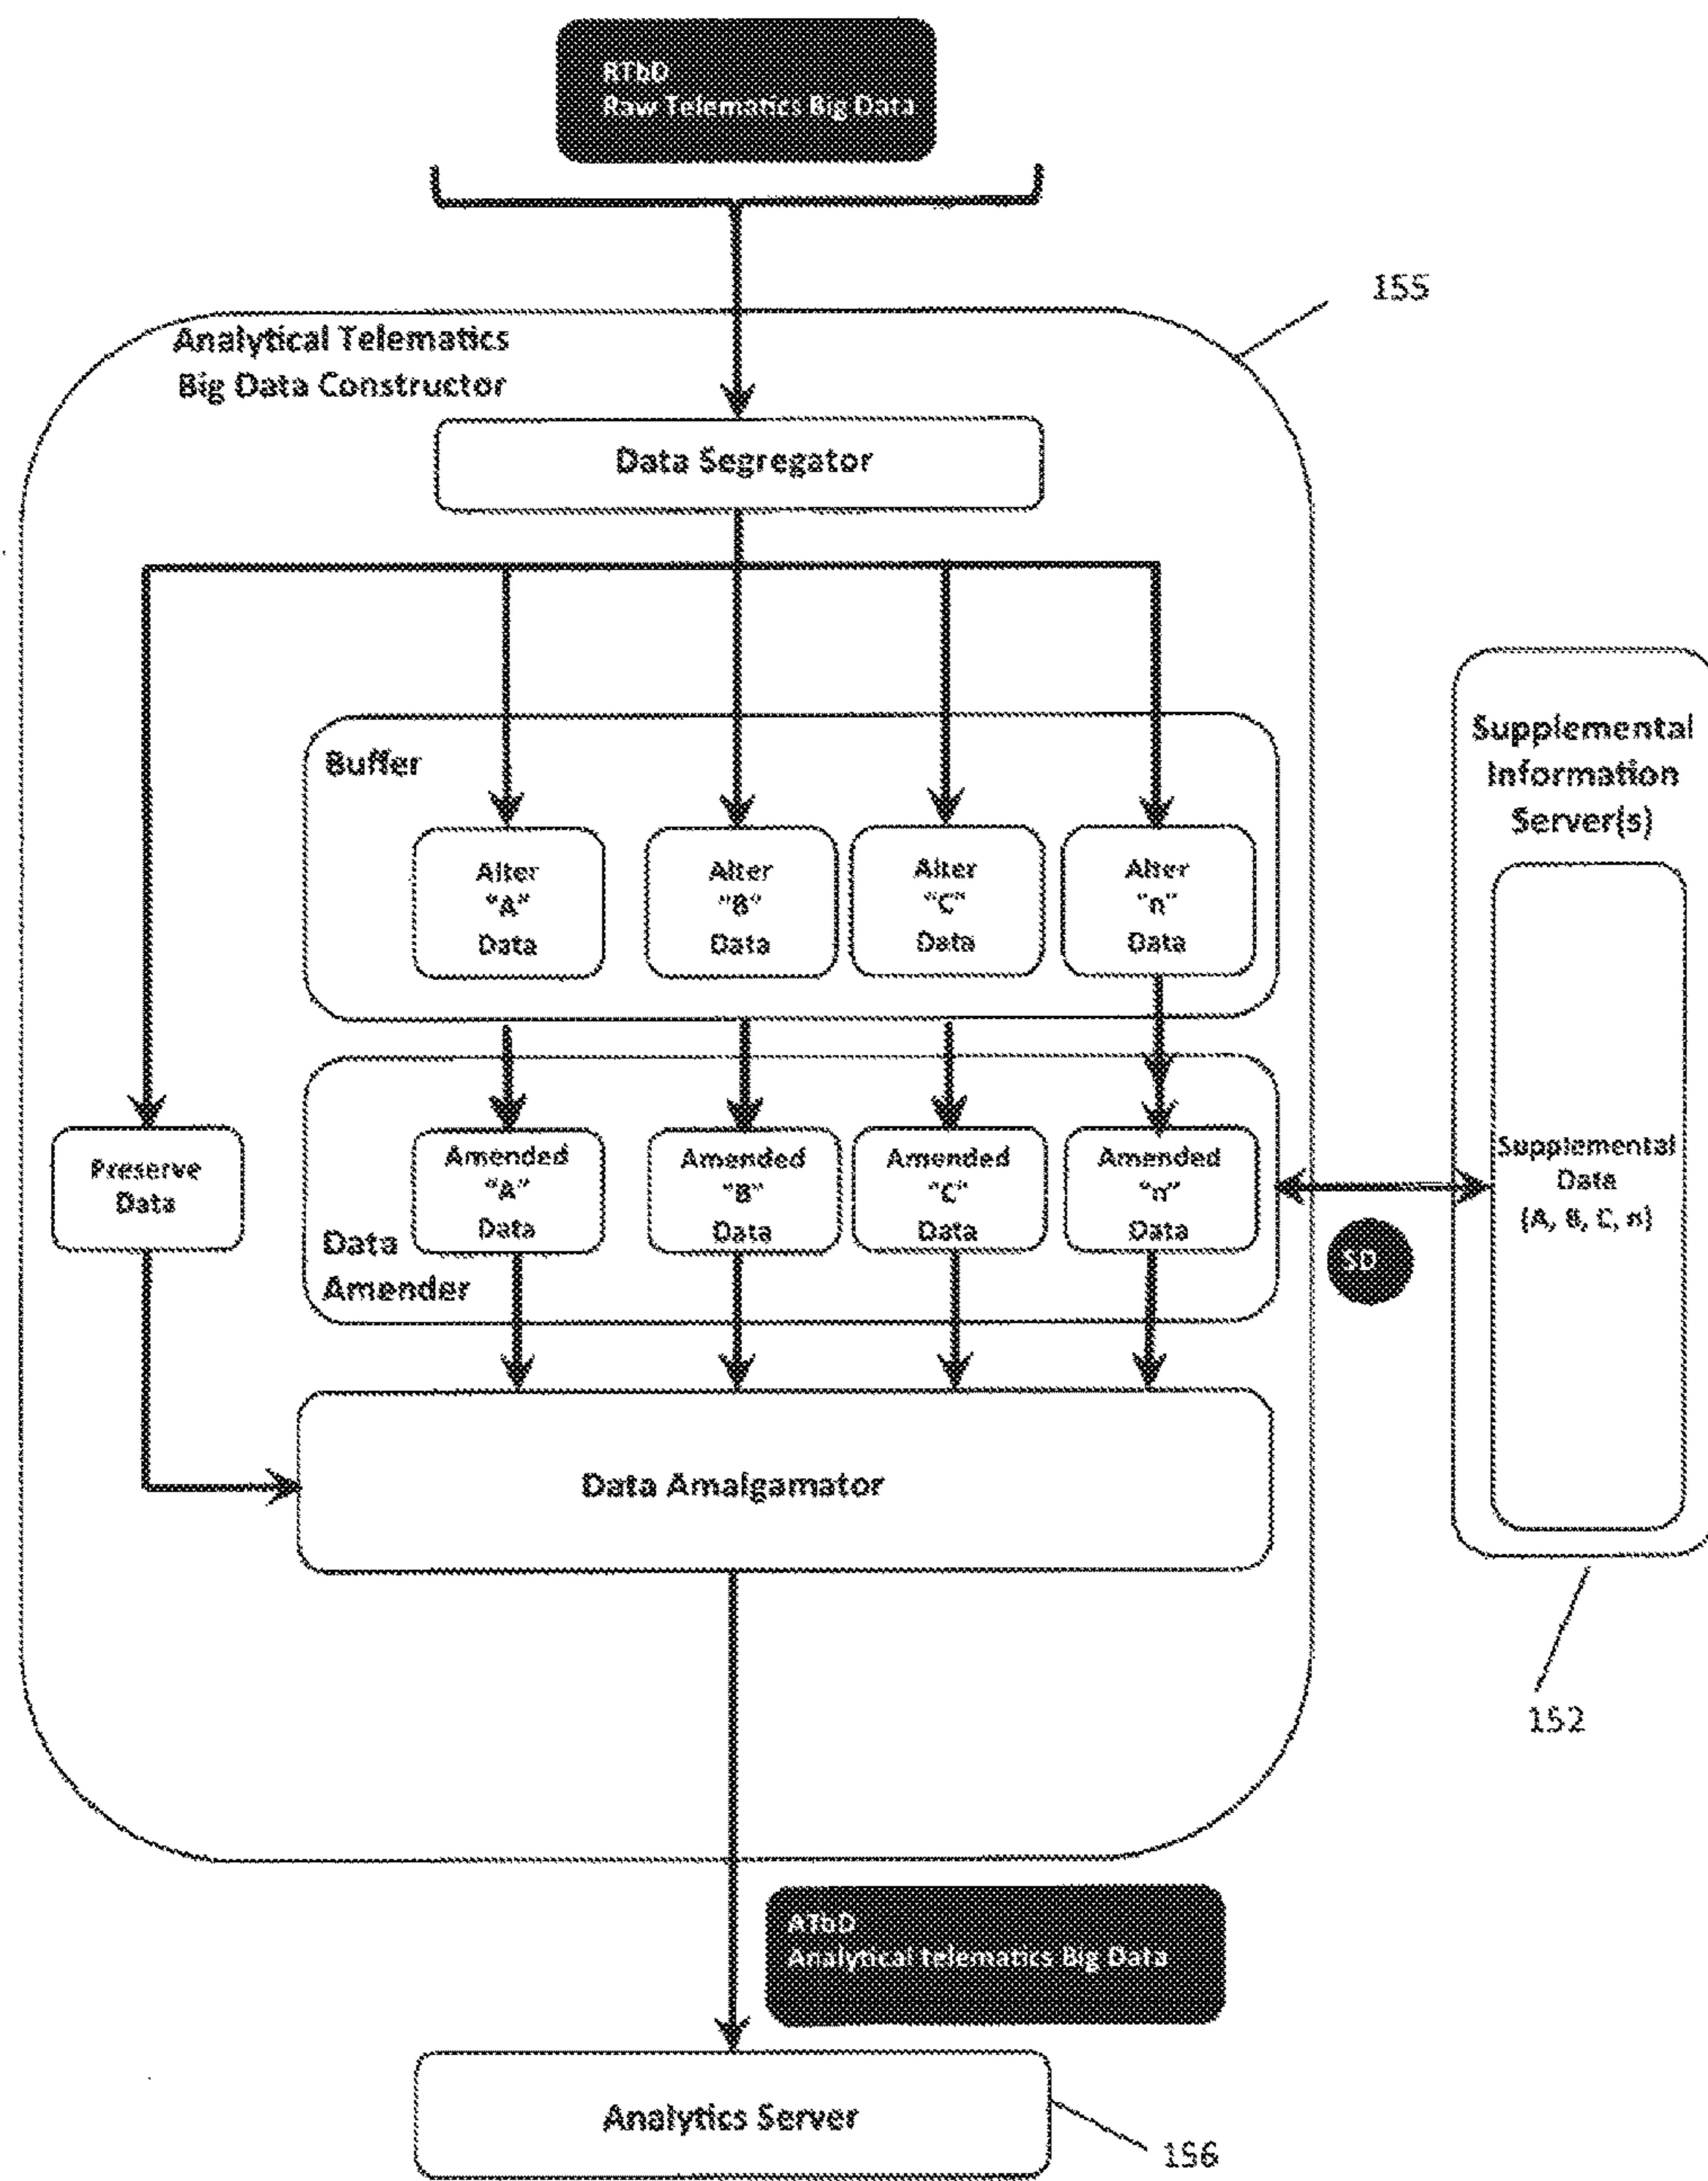 RTbD
Raw Telematics Big Data
155
Analytical Telematics
Big Data Constructor
Data Segregator
Buffer
Alter
"A"
Data
Alter
"B"
Data
Alter
"C"
Data
Alter
"n"
Data
Supplemental
Information
Server(s)
Preserve
Data
Amended
"A"
Data
Amended
"B"
Data
Amended
"C"
Data
Amended
"n"
Data
Data
Amender
SD
Supplemental
Data
(A, B, C, n)
Data Amalgamator
152
ATbD
Analytical telematics Big Data
Analytics Server
156